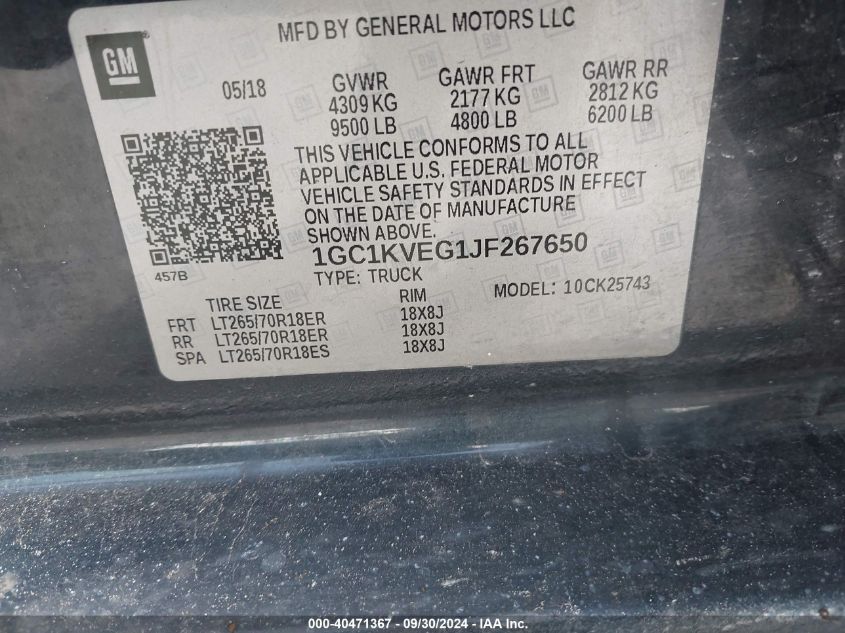 MFD BY GENERAL MOTORS LLC
GM
05/18
GVWR
4309 KG
9500 LB
GAWR FRT
2177 KG
4800 LB
GAWR RR
2812 KG
6200 LB
THIS VEHICLE CONFORMS TO ALL
APPLICABLE U.S. FEDERAL MOTOR
VEHICLE SAFETY STANDARDS IN EFFECT
ON THE DATE OF MANUFACTURE
SHOWN ABOVE.
457B
1GC1KVEG1JF267650
TYPE: TRUCK
MODEL: 10CK25743
TIRE SIZE RIM
FRT LT265/70R18ER 18X8J
RR LT265/70R18ER 18X8J
SPA LT265/70R18ES 18X8J
000-40471367 - 09/30/2024 - IAA Inc.